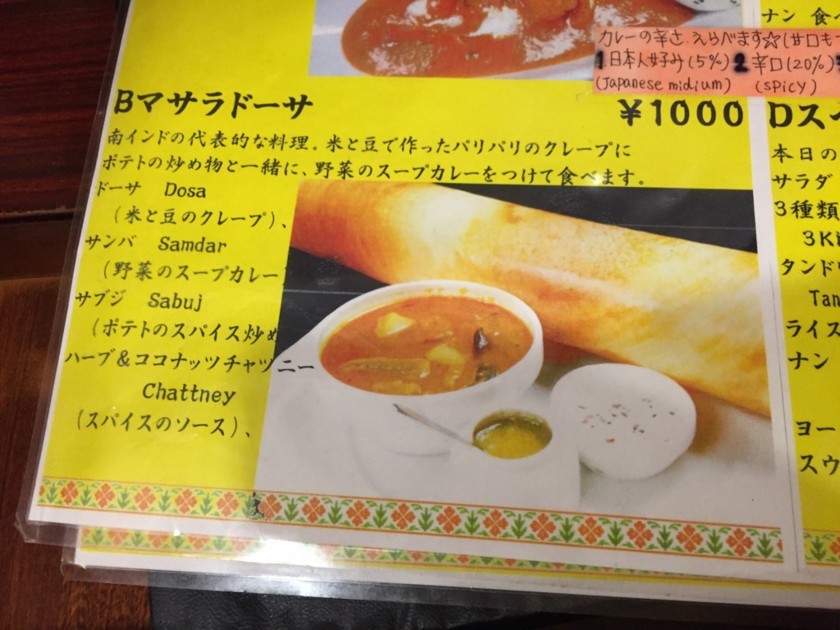 ナン 食べ
カレーの辛さ、えらべます☆(甘口
1日本人好み(5%) 2辛口(20%)
(Japanese midium) (spicy)
Bマサラドーサ ¥1000
南インドの代表的な料理。米と豆で作ったパリパリのクレープに
ポテトの炒め物と一緒に、野菜のスープカレーをつけて食べます。
ドーサ Dosa
(米と豆のクレープ)、
サンバ Samdar
(野菜のスープカレー
サブジ Sabuj
(ポテトのスパイス炒め
ハーブ&ココナッツチャツニー
Chattney
(スパイスのソース)、
Dス
本日の
サラダ
3種類
3Ki
タンド
Tan
ライス
ナン
ヨー
スウ